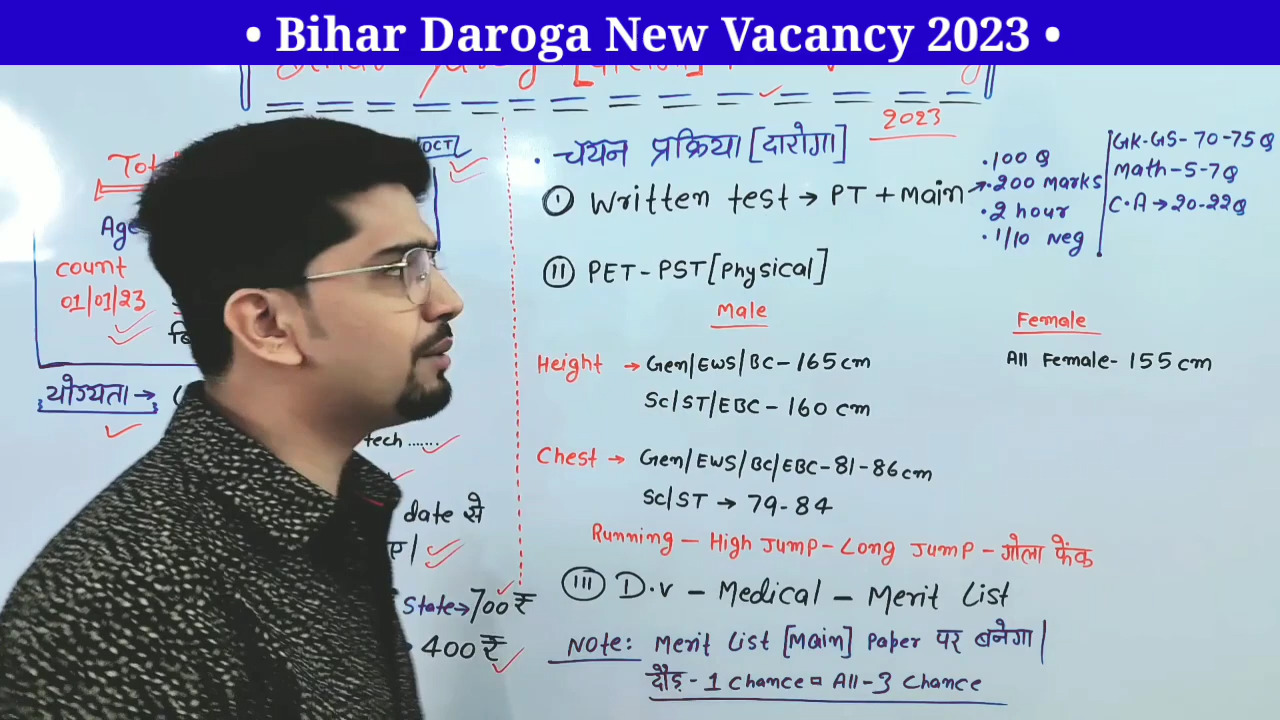 • Bihar Daroga New Vacancy 2023 •
2023
Age
count
01/01/23
योग्यता →
tech .......
date से
State → 700 ₹
400 ₹
• चयन प्रक्रिया [दारोगा]
I Written test → PT + Main →
• 100 Q
• 200 Marks
• 2 hour
• 1/10 Neg
GK-GS - 70-75 Q
Math - 5-7 Q
C.A → 20-22 Q
II PET - PST [Physical]
Male
Female
Height → Gen/EWS/BC - 165 cm
All Female - 155 cm
SC/ST/EBC - 160 cm
Chest → Gen/EWS/BC/EBC - 81-86 cm
SC/ST → 79-84
Running - High Jump - Long Jump - गोला फेंक
III D.V - Medical - Merit List
Note: Merit List [Main] Paper पर बनेगा |
दौड़ - 1 Chance = All - 3 Chance